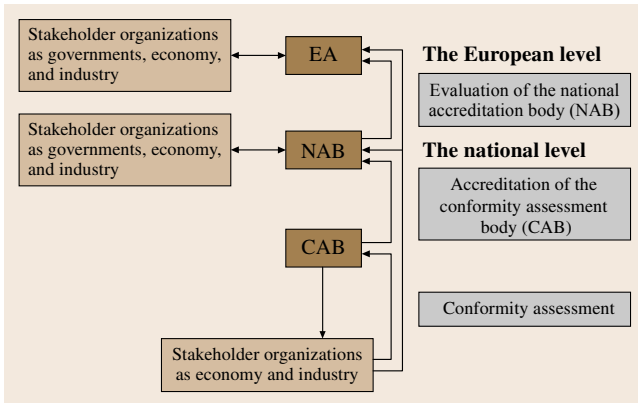 Stakeholder organizations
as governments, economy,
and industry
EA
The European level
Evaluation of the national
accreditation body (NAB)
Stakeholder organizations
as governments, economy,
and industry
NAB
The national level
Accreditation of the
conformity assessment
body (CAB)
CAB
Conformity assessment
Stakeholder organizations
as economy and industry